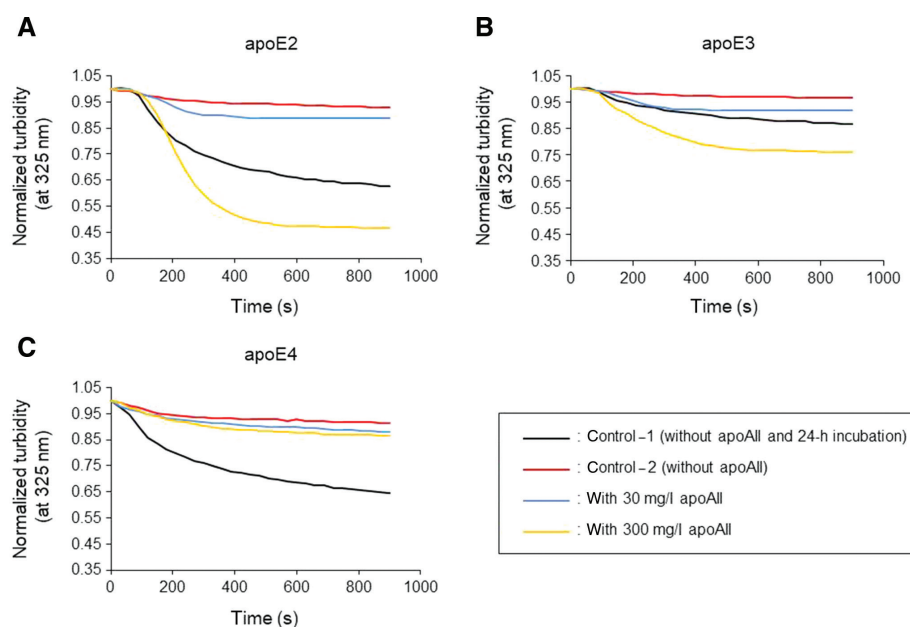 A
apoE2
Normalized turbidity
(at 325 nm)
1.05
0.95
0.85
0.75
0.65
0.55
0.45
0.35
0 200 400 600 800 1000
Time (s)
B
apoE3
Normalized turbidity
(at 325 nm)
1.05
0.95
0.85
0.75
0.65
0.55
0.45
0.35
0 200 400 600 800 1000
Time (s)
C
apoE4
Normalized turbidity
(at 325 nm)
1.05
0.95
0.85
0.75
0.65
0.55
0.45
0.35
0 200 400 600 800 1000
Time (s)
: Control-1 (without apoAII and 24-h incubation)
: Control-2 (without apoAII)
: With 30 mg/l apoAII
: With 300 mg/l apoAII